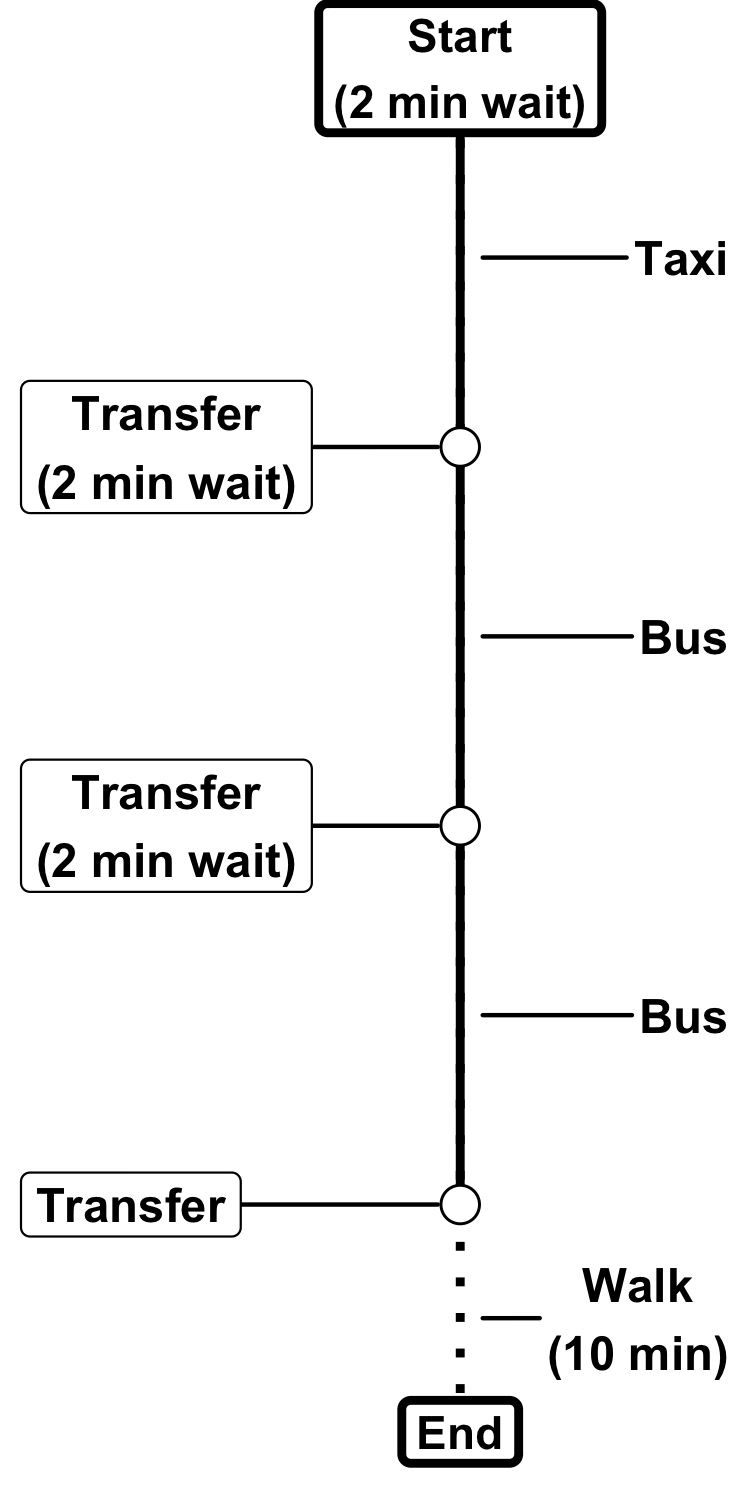 Start
(2 min wait)
Taxi
Transfer
(2 min wait)
Bus
Transfer
(2 min wait)
Bus
Transfer
Walk
(10 min)
End